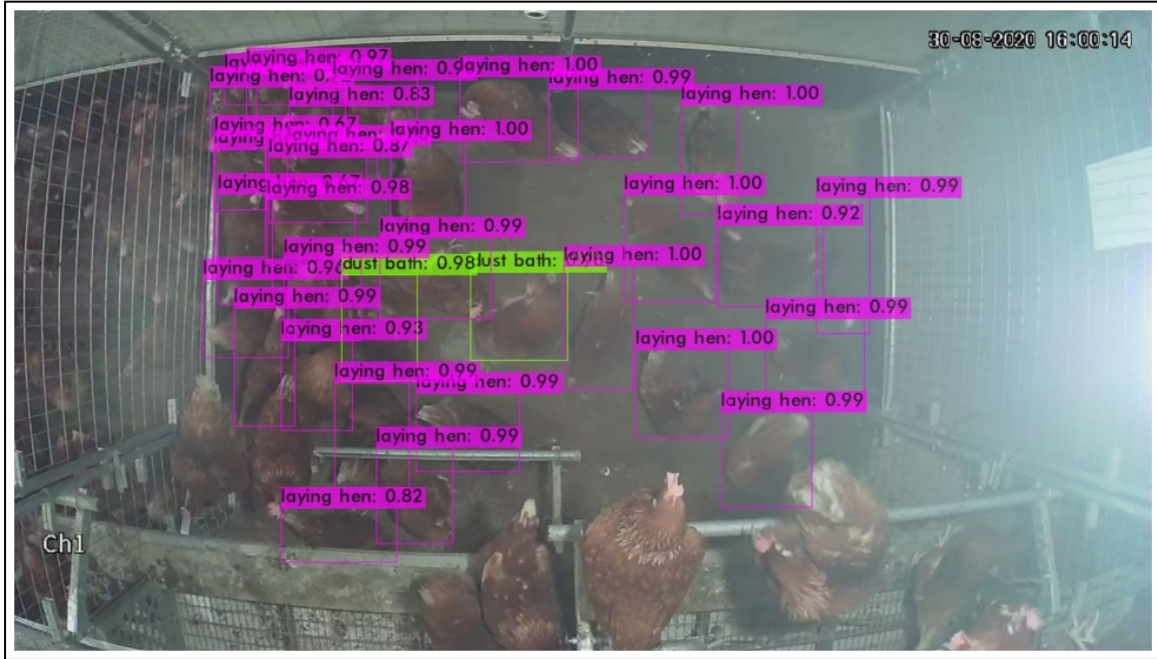 30-08-2020 16:00:14
laying hen: 0.97
laying hen: 1.00
laying hen: 0.99
laying hen: 0.83
laying hen: 1.00
laying hen: 0.67
laying hen: 1.00
laying hen: 0.87
laying hen: 0.98
laying hen: 1.00
laying hen: 0.99
laying hen: 0.92
laying hen: 0.99
laying hen: 0.99
laying hen: 1.00
dust bath: 0.98
dust bath:
laying hen: 0.96
laying hen: 0.99
laying hen: 0.99
laying hen: 0.93
laying hen: 1.00
laying hen: 0.99
laying hen: 0.99
laying hen: 0.99
laying hen: 0.99
laying hen: 0.82
Ch1